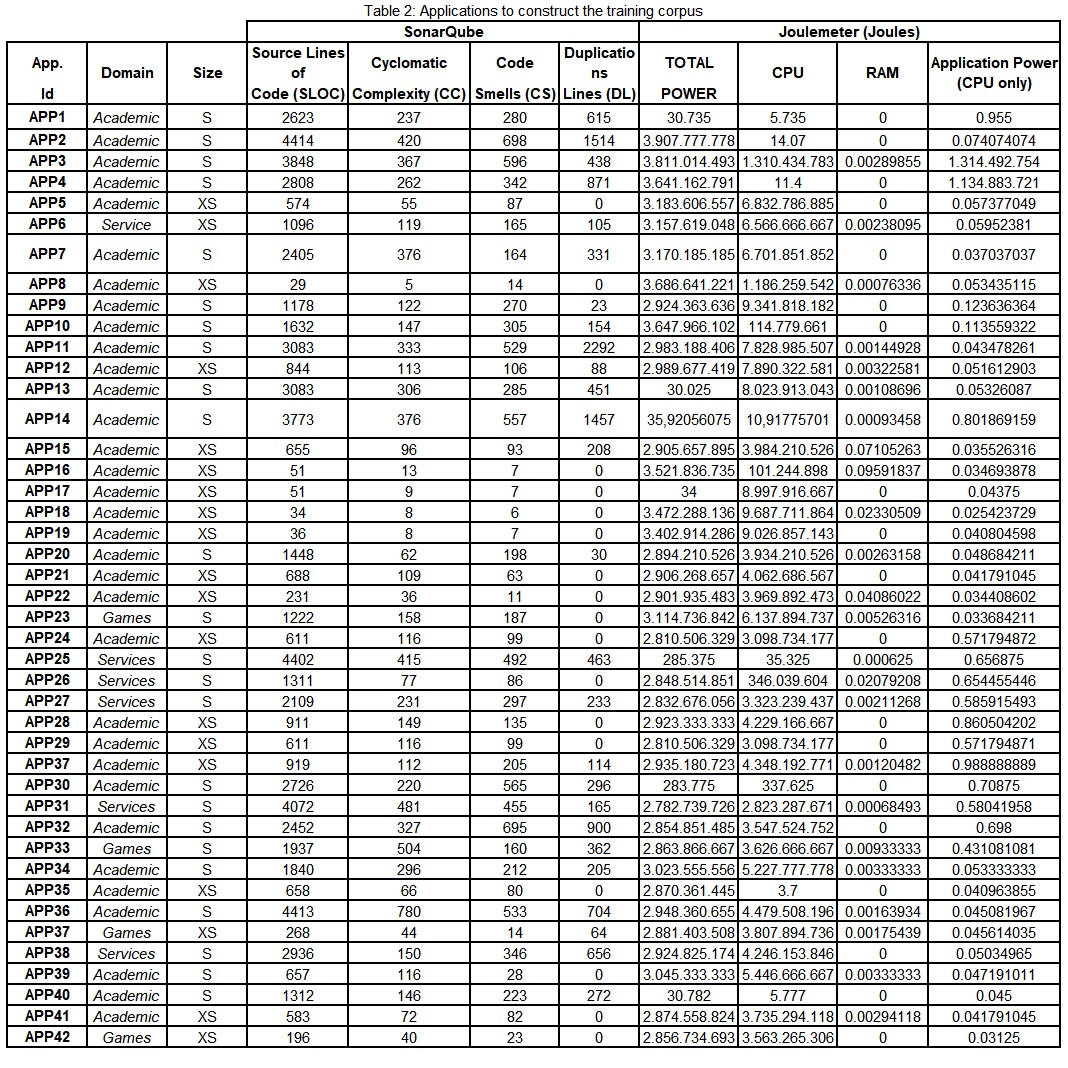 Table 2: Applications to construct the training corpus
SonarQube Joulemeter (Joules)
App. Id Domain Size Source Lines of Code (SLOC) Cyclomatic Complexity (CC) Code Smells (CS) Duplicatio ns Lines (DL) TOTAL POWER CPU RAM Application Power (CPU only)
APP1 Academic S 2623 237 280 615 30.735 5.735 0 0.955
APP2 Academic S 4414 420 698 1514 3.907.777.778 14.07 0 0.074074074
APP3 Academic S 3848 367 596 438 3.811.014.493 1.310.434.783 0.00289855 1.314.492.754
APP4 Academic S 2808 262 342 871 3.641.162.791 11.4 0 1.134.883.721
APP5 Academic XS 574 55 87 0 3.183.606.557 6.832.786.885 0 0.057377049
APP6 Service XS 1096 119 165 105 3.157.619.048 6.566.666.667 0.00238095 0.05952381
APP7 Academic S 2405 376 164 331 3.170.185.185 6.701.851.852 0 0.037037037
APP8 Academic XS 29 5 14 0 3.686.641.221 1.186.259.542 0.00076336 0.053435115
APP9 Academic S 1178 122 270 23 2.924.363.636 9.341.818.182 0 0.123636364
APP10 Academic S 1632 147 305 154 3.647.966.102 114.779.661 0 0.113559322
APP11 Academic S 3083 333 529 2292 2.983.188.406 7.828.985.507 0.00144928 0.043478261
APP12 Academic XS 844 113 106 88 2.989.677.419 7.890.322.581 0.00322581 0.051612903
APP13 Academic S 3083 306 285 451 30.025 8.023.913.043 0.00108696 0.05326087
APP14 Academic S 3773 376 557 1457 35,92056075 10,91775701 0.00093458 0.801869159
APP15 Academic XS 655 96 93 208 2.905.657.895 3.984.210.526 0.07105263 0.035526316
APP16 Academic XS 51 13 7 0 3.521.836.735 101.244.898 0.09591837 0.034693878
APP17 Academic XS 51 9 7 0 34 8.997.916.667 0 0.04375
APP18 Academic XS 34 8 6 0 3.472.288.136 9.687.711.864 0.02330509 0.025423729
APP19 Academic XS 36 8 7 0 3.402.914.286 9.026.857.143 0 0.040804598
APP20 Academic S 1448 62 198 30 2.894.210.526 3.934.210.526 0.00263158 0.048684211
APP21 Academic XS 688 109 63 0 2.906.268.657 4.062.686.567 0 0.041791045
APP22 Academic XS 231 36 11 0 2.901.935.483 3.969.892.473 0.04086022 0.034408602
APP23 Games S 1222 158 187 0 3.114.736.842 6.137.894.737 0.00526316 0.033684211
APP24 Academic XS 611 116 99 0 2.810.506.329 3.098.734.177 0 0.571794872
APP25 Services S 4402 415 492 463 285.375 35.325 0.000625 0.656875
APP26 Services S 1311 77 86 0 2.848.514.851 346.039.604 0.02079208 0.654455446
APP27 Services S 2109 231 297 233 2.832.676.056 3.323.239.437 0.00211268 0.585915493
APP28 Academic XS 911 149 135 0 2.923.333.333 4.229.166.667 0 0.860504202
APP29 Academic XS 611 116 99 0 2.810.506.329 3.098.734.177 0 0.571794871
APP37 Academic XS 919 112 205 114 2.935.180.723 4.348.192.771 0.00120482 0.988888889
APP30 Academic S 2726 220 565 296 283.775 337.625 0 0.70875
APP31 Services S 4072 481 455 165 2.782.739.726 2.823.287.671 0.00068493 0.58041958
APP32 Academic S 2452 327 695 900 2.854.851.485 3.547.524.752 0 0.698
APP33 Games S 1937 504 160 362 2.863.866.667 3.626.666.667 0.00933333 0.431081081
APP34 Academic S 1840 296 212 205 3.023.555.556 5.227.777.778 0.00333333 0.053333333
APP35 Academic XS 658 66 80 0 2.870.361.445 3.7 0 0.040963855
APP36 Academic S 4413 780 533 704 2.948.360.655 4.479.508.196 0.00163934 0.045081967
APP37 Games XS 268 44 14 64 2.881.403.508 3.807.894.736 0.00175439 0.045614035
APP38 Services S 2936 150 346 656 2.924.825.174 4.246.153.846 0 0.05034965
APP39 Academic S 657 116 28 0 3.045.333.333 5.446.666.667 0.00333333 0.047191011
APP40 Academic S 1312 146 223 272 30.782 5.777 0 0.045
APP41 Academic XS 583 72 82 0 2.874.558.824 3.735.294.118 0.00294118 0.041791045
APP42 Games XS 196 40 23 0 2.856.734.693 3.563.265.306 0 0.03125